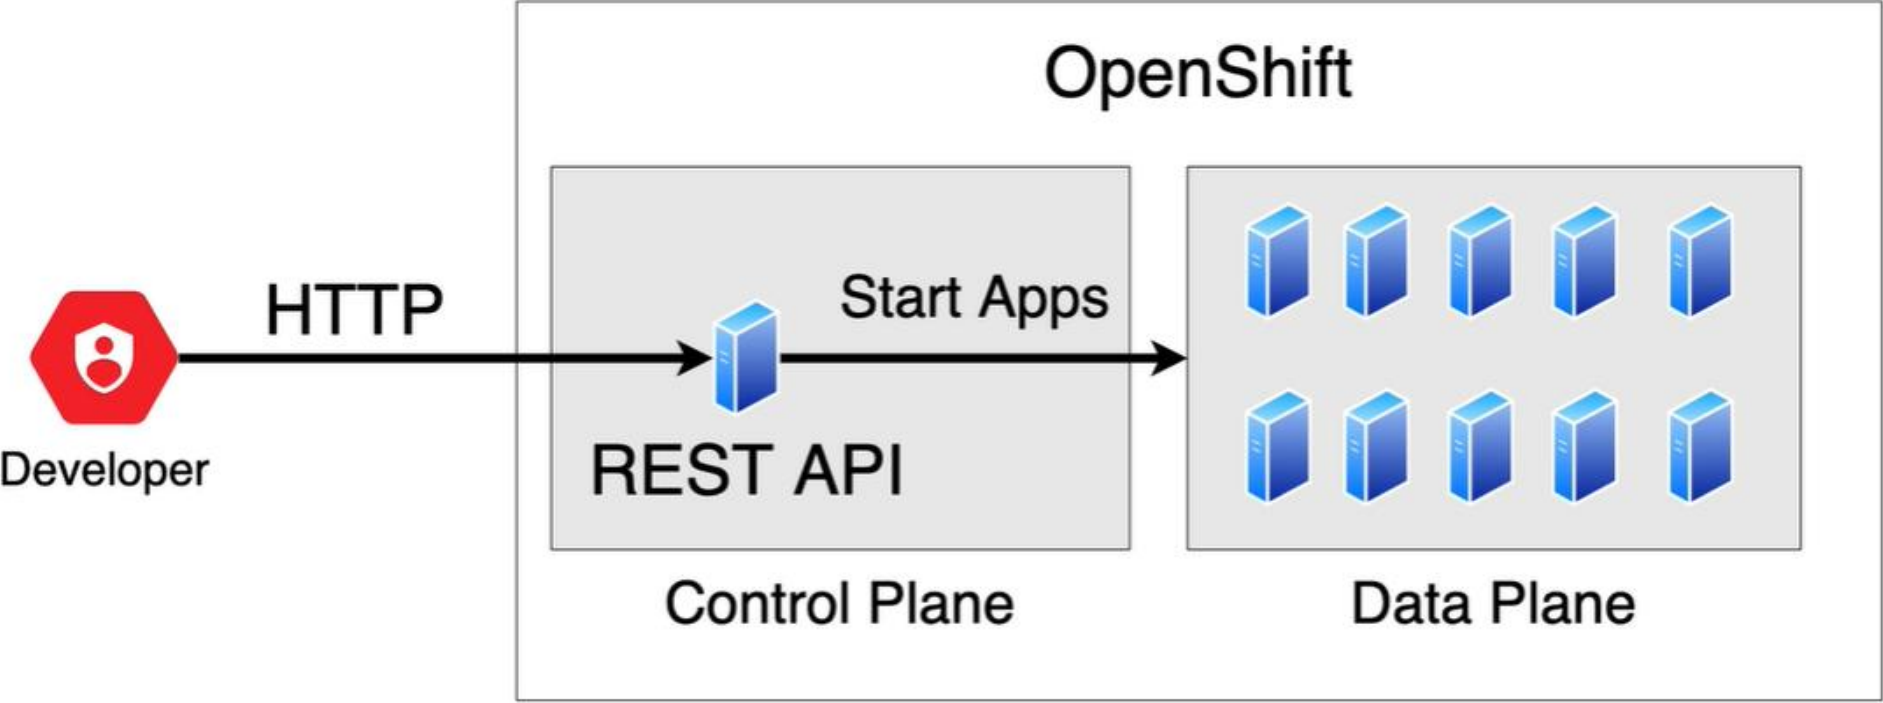 OpenShift
HTTP
Start Apps
REST API
Developer
Control Plane
Data Plane